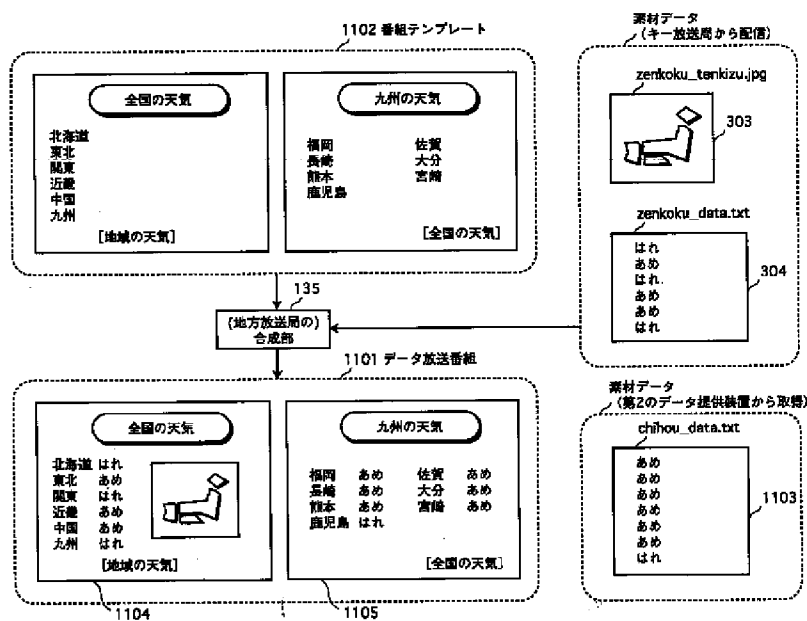 1102 番組テンプレート
全国の天気
北海道
東北
関東
近畿
中国
九州
[地域の天気]
九州の天気
福岡 佐賀
長崎 大分
熊本 宮崎
鹿児島
[全国の天気]
素材データ
(キー放送局から配信)
zenkoku_tenkizu.jpg
303
zenkoku_data.txt
はれ
あめ
はれ
あめ
あめ
はれ
304
135
(地方放送局の)
合成部
1101 データ放送番組
全国の天気
北海道 はれ
東北 あめ
関東 はれ
近畿 あめ
中国 あめ
九州 はれ
[地域の天気]
1104
九州の天気
福岡 あめ 佐賀 あめ
長崎 あめ 大分 あめ
熊本 あめ 宮崎 あめ
鹿児島 はれ
[全国の天気]
1105
素材データ
(第2のデータ提供装置から取得)
chihou_data.txt
あめ
あめ
あめ
あめ
あめ
あめ
はれ
1103